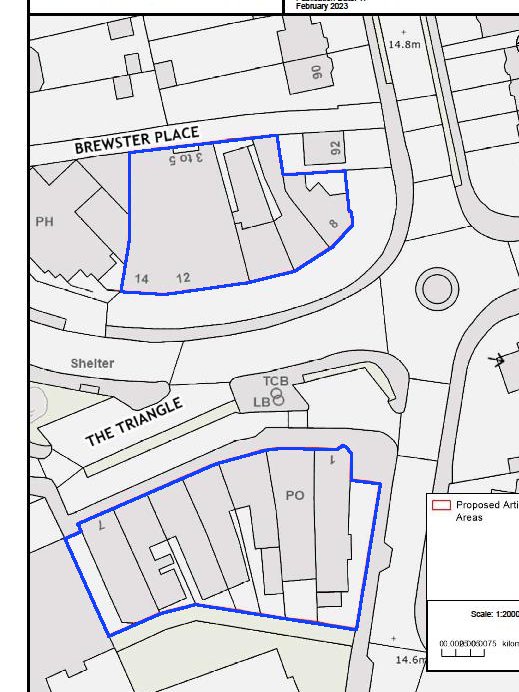 February 2023
14.8m
90
BREWSTER PLACE
92
3 to 5
PH
8
14
12
Shelter
TCB
LB
THE TRIANGLE
1
7
PO
Proposed Arti
Areas
Scale: 1:2000
14.6m